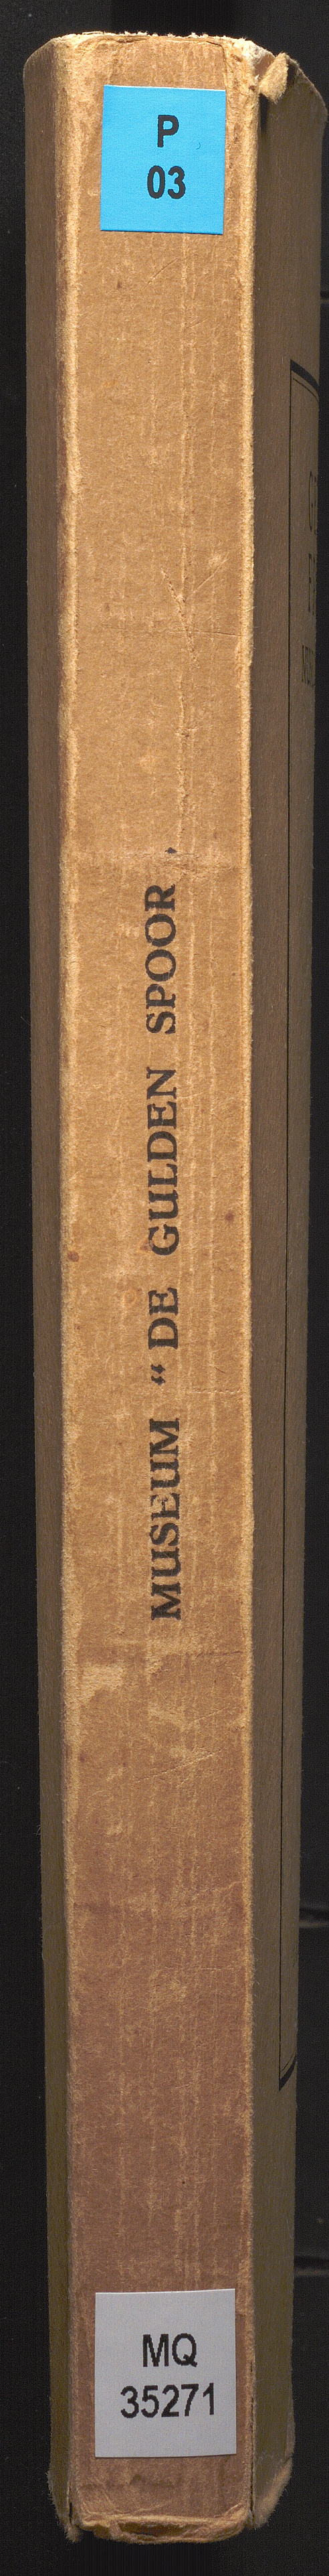 P
03
MUSEUM “ DE GULDEN SPOOR
MQ
35271